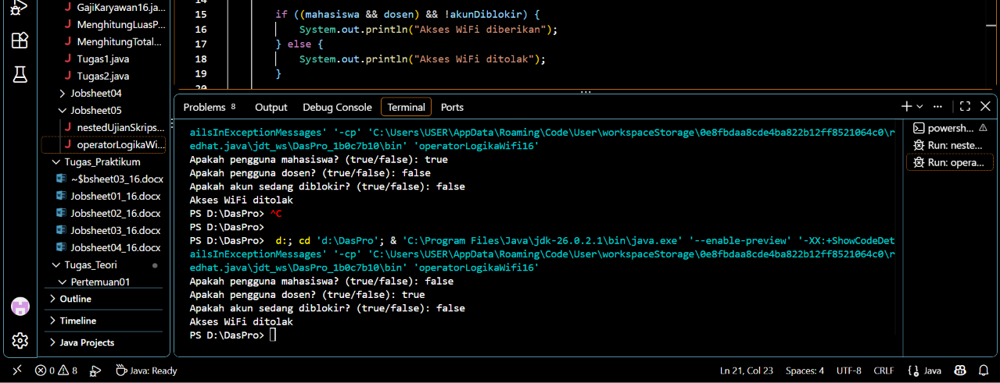 GajiKaryawan16.ja...
MenghitungLuasP...
MenghitungTotal...
Tugas1.java
Tugas2.java
Jobsheet04
Jobsheet05
nestedUjianSkrips...
operatorLogikaWi...
Tugas_Praktikum
~$bsheet03_16.docx
Jobsheet01_16.docx
Jobsheet02_16.docx
Jobsheet03_16.docx
Jobsheet04_16.docx
Tugas_Teori
Pertemuan01
Outline
Timeline
Java Projects
14
15 if ((mahasiswa && dosen) && !akunDiblokir) {
16 System.out.println("Akses WiFi diberikan");
17 } else {
18 System.out.println("Akses WiFi ditolak");
19 }
20
Problems 8 Output Debug Console Terminal Ports
ailsInExceptionMessages' '-cp' 'C:\Users\USER\AppData\Roaming\Code\User\workspaceStorage\0e8fbdaa8cde4ba822b12ff8521064c0\r
edhat.java\jdt_ws\DasPro_1b0c7b10\bin' 'operatorLogikaWifi16'
Apakah pengguna mahasiswa? (true/false): true
Apakah pengguna dosen? (true/false): false
Apakah akun sedang diblokir? (true/false): false
Akses WiFi ditolak
PS D:\DasPro> ^C
PS D:\DasPro>
PS D:\DasPro> d:; cd 'd:\DasPro'; & 'C:\Program Files\Java\jdk-26.0.2.1\bin\java.exe' '--enable-preview' '-XX:+ShowCodeDet
ailsInExceptionMessages' '-cp' 'C:\Users\USER\AppData\Roaming\Code\User\workspaceStorage\0e8fbdaa8cde4ba822b12ff8521064c0\r
edhat.java\jdt_ws\DasPro_1b0c7b10\bin' 'operatorLogikaWifi16'
Apakah pengguna mahasiswa? (true/false): false
Apakah pengguna dosen? (true/false): true
Apakah akun sedang diblokir? (true/false): false
Akses WiFi ditolak
PS D:\DasPro>
powersh...
Run: neste...
Run: opera...
0 8 Java: Ready Ln 21, Col 23 Spaces: 4 UTF-8 CRLF Java